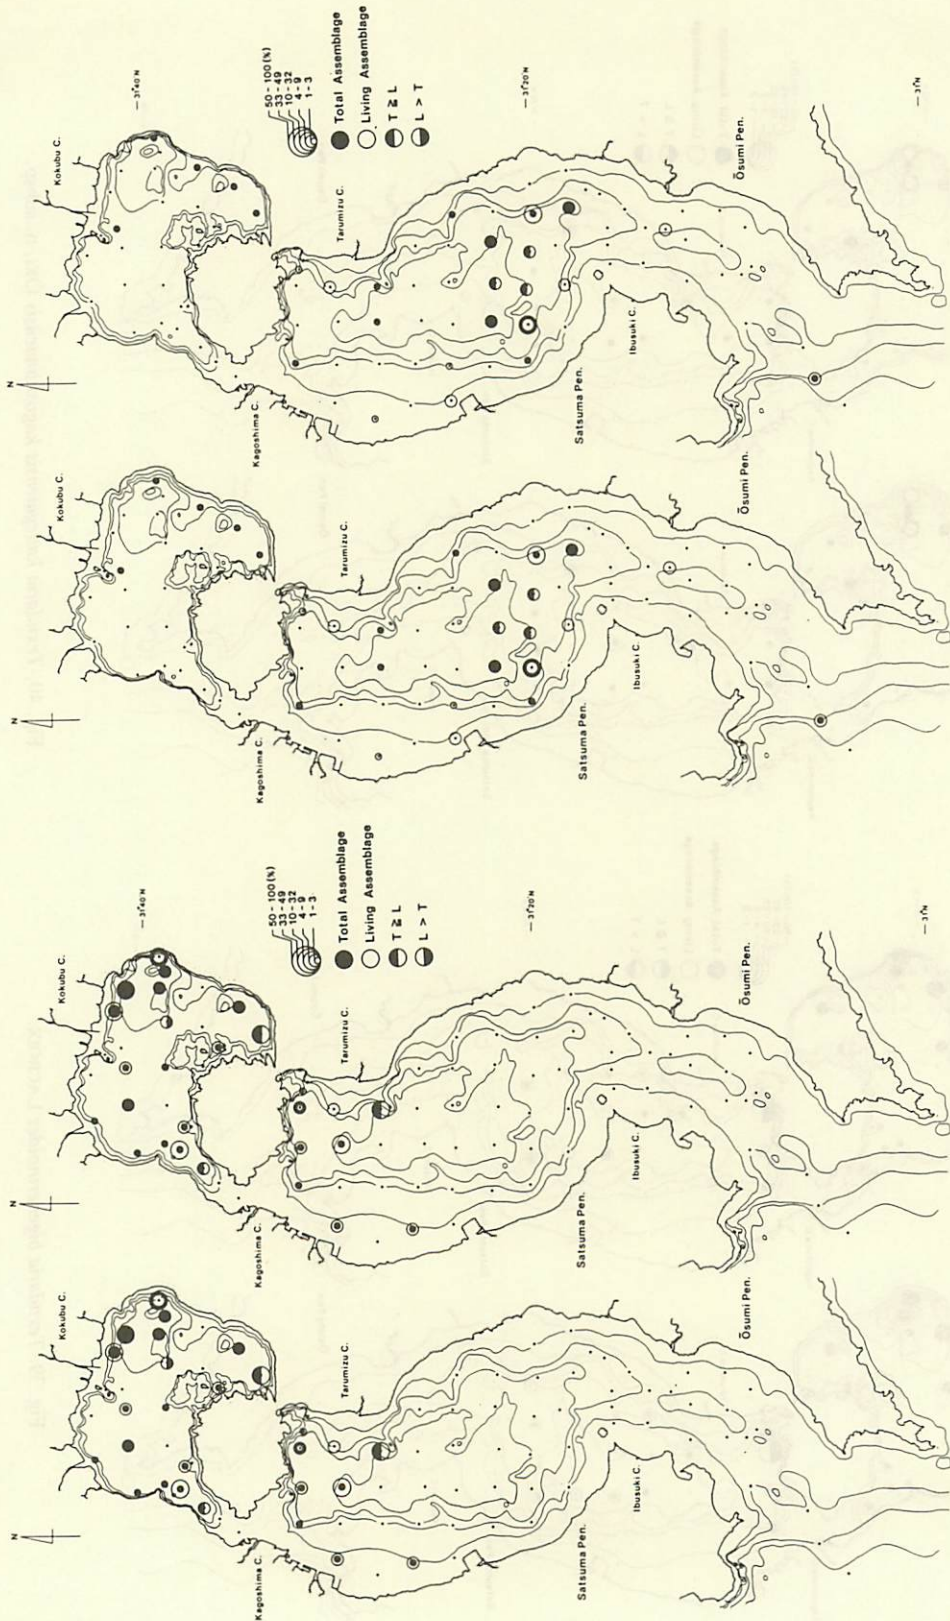 N
Kokubu C.
31°40'N
Kagoshima C.
Tarumizu C.
50-100(%)
33-49
10-32
4-9
1-3
Total Assemblage
Living Assemblage
T ≧ L
L > T
31°20'N
Satsuma Pen.
Ibusuki C.
Ōsumi Pen.
31°N
N
Kokubu C.
Kagoshima C.
Tarumizu C.
Satsuma Pen.
Ibusuki C.
Ōsumi Pen.
N
Kokubu C.
31°40'N
Kagoshima C.
Tarumizu C.
50-100(%)
33-49
10-32
4-9
1-3
Total Assemblage
Living Assemblage
T ≧ L
L > T
31°20'N
Satsuma Pen.
Ibusuki C.
Ōsumi Pen.
31°N
N
Kokubu C.
Kagoshima C.
Tarumizu C.
Satsuma Pen.
Ibusuki C.
Ōsumi Pen.